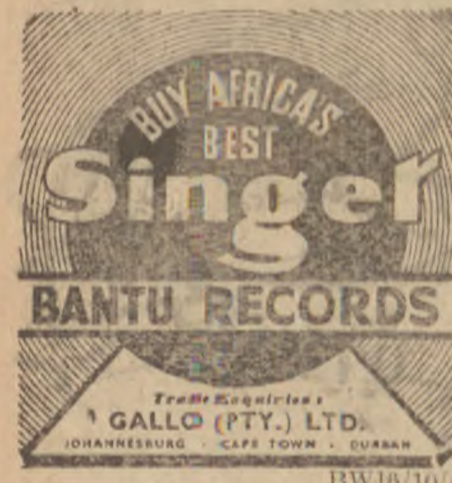 BUY AFRICA'S
BEST
Singer
BANTU RECORDS
Trade Enquiries:
GALLO (PTY.) LTD.
JOHANNESBURG - CAPE TOWN - DURBAN